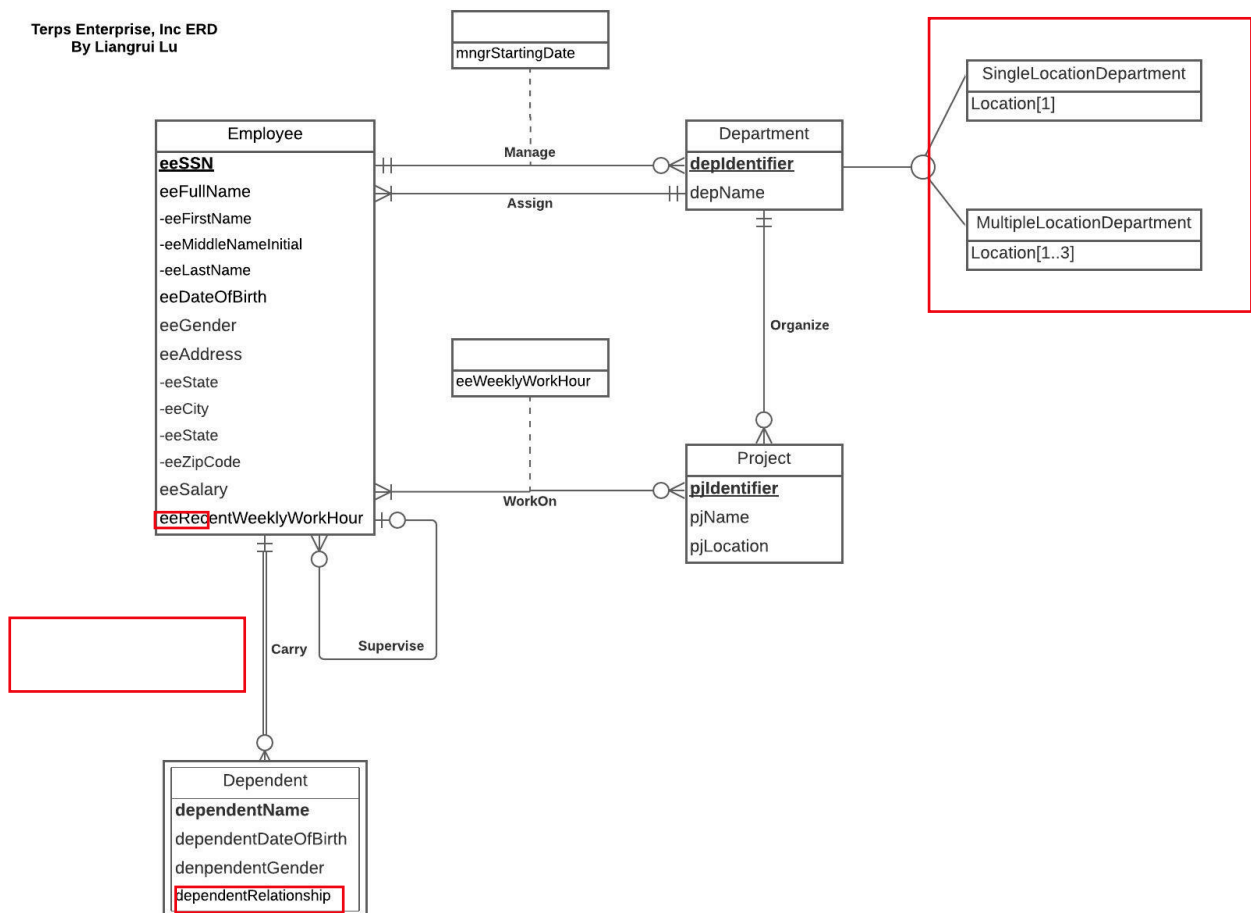 Terps Enterprise, Inc ERD
By Liangrui Lu
mngrStartingDate
Employee
eeSSN
eeFullName
-eeFirstName
-eeMiddleNameInitial
-eeLastName
eeDateOfBirth
eeGender
eeAddress
-eeState
-eeCity
-eeState
-eeZipCode
eeSalary
eeRecentWeeklyWorkHour
Manage
Assign
Department
depIdentifier
depName
SingleLocationDepartment
Location[1]
MultipleLocationDepartment
Location[1..3]
Organize
eeWeeklyWorkHour
WorkOn
Project
pjIdentifier
pjName
pjLocation
Carry
Supervise
Dependent
dependentName
dependentDateOfBirth
denpendentGender
dependentRelationship